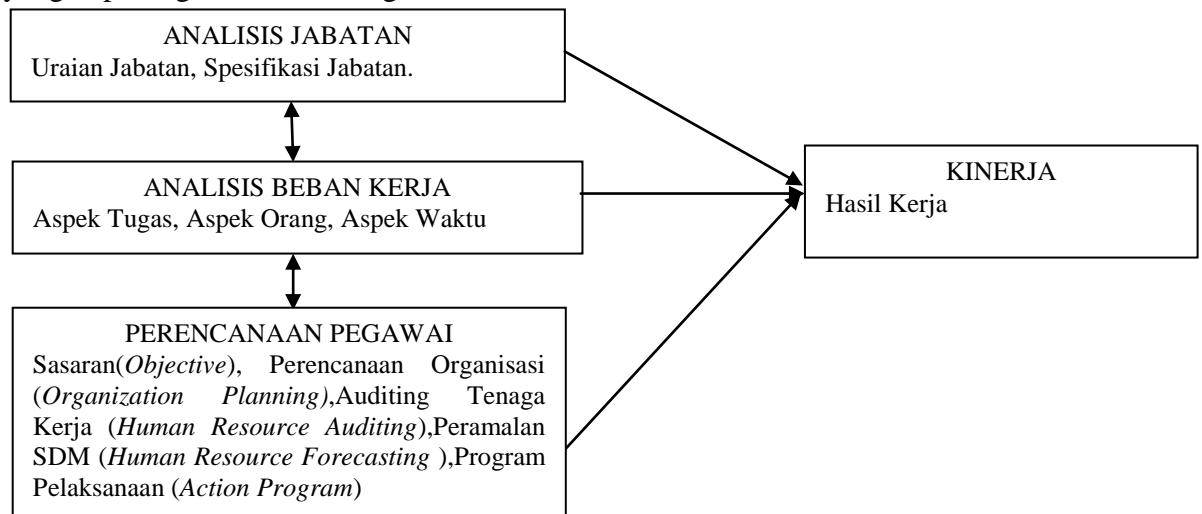 ANALISIS JABATAN
Uraian Jabatan, Spesifikasi Jabatan.
ANALISIS BEBAN KERJA
Aspek Tugas, Aspek Orang, Aspek Waktu
PERENCANAAN PEGAWAI
Sasaran(Objective), Perencanaan Organisasi
(Organization Planning),Auditing Tenaga
Kerja (Human Resource Auditing),Peramalan
SDM (Human Resource Forecasting ),Program
Pelaksanaan (Action Program)
KINERJA
Hasil Kerja